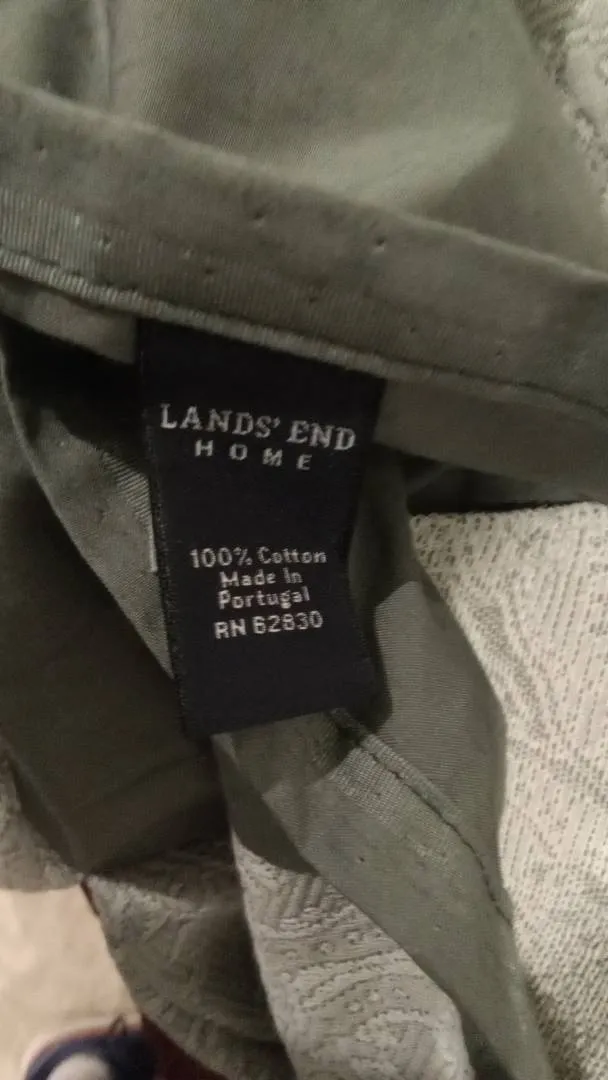 LANDS' END
HOME
100% Cotton
Made In
Portugal
RN 62830